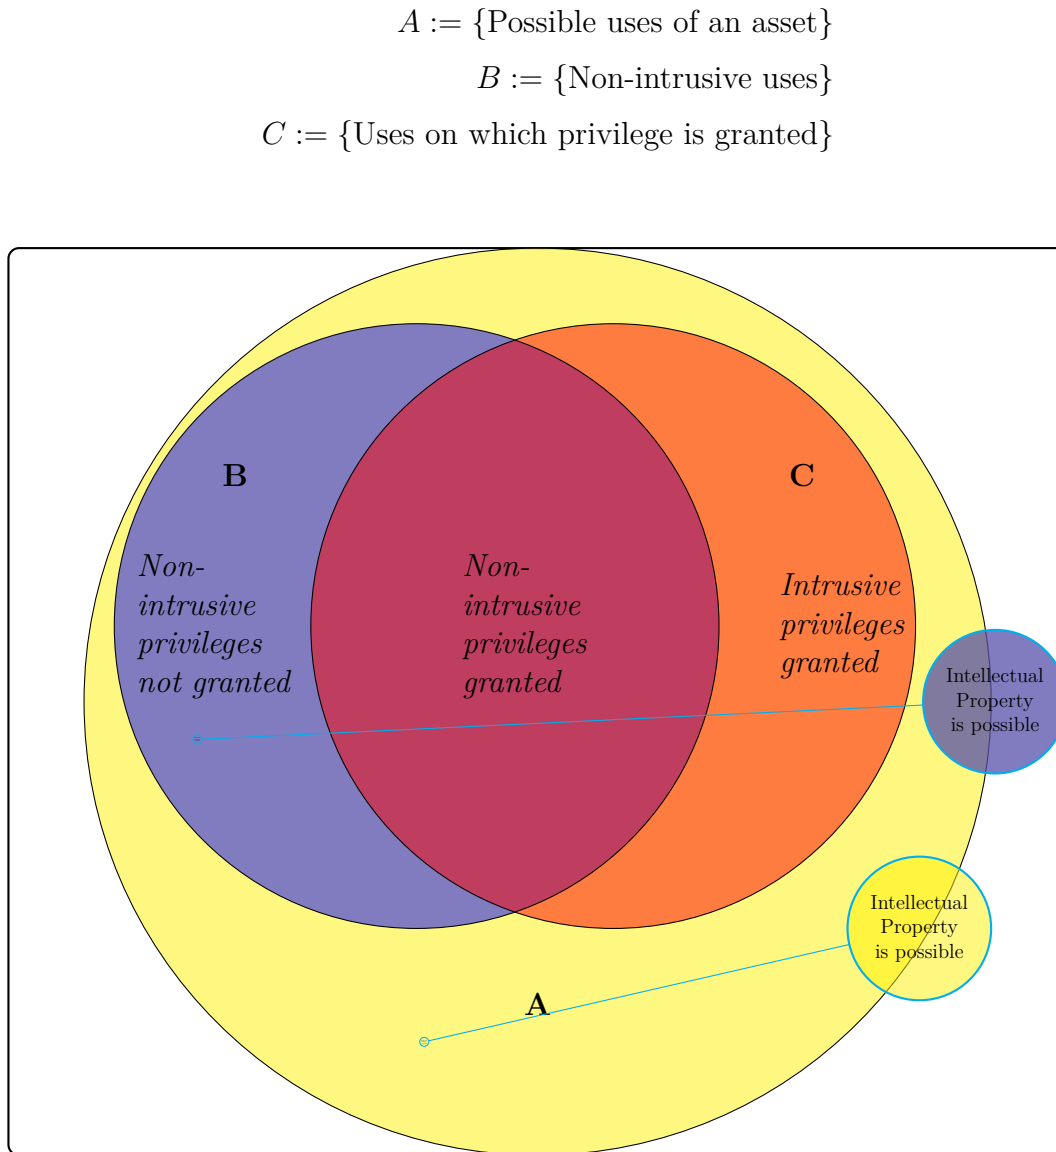 A := {Possible uses of an asset}
B := {Non-intrusive uses}
C := {Uses on which privilege is granted}
B
C
Non-
intrusive
privileges
not granted
Non-
intrusive
privileges
granted
Intrusive
privileges
granted
Intellectual
Property
is possible
Intellectual
Property
is possible
A